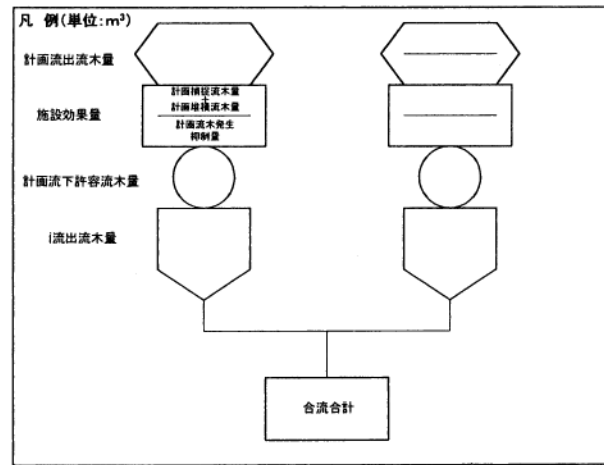 凡 例(単位:m³)
計画流出流木量
計画捕捉流木量
+
計画堆積流木量
計画流木発生
抑制量
施設効果量
計画流下許容流木量
i流出流木量
合流合計